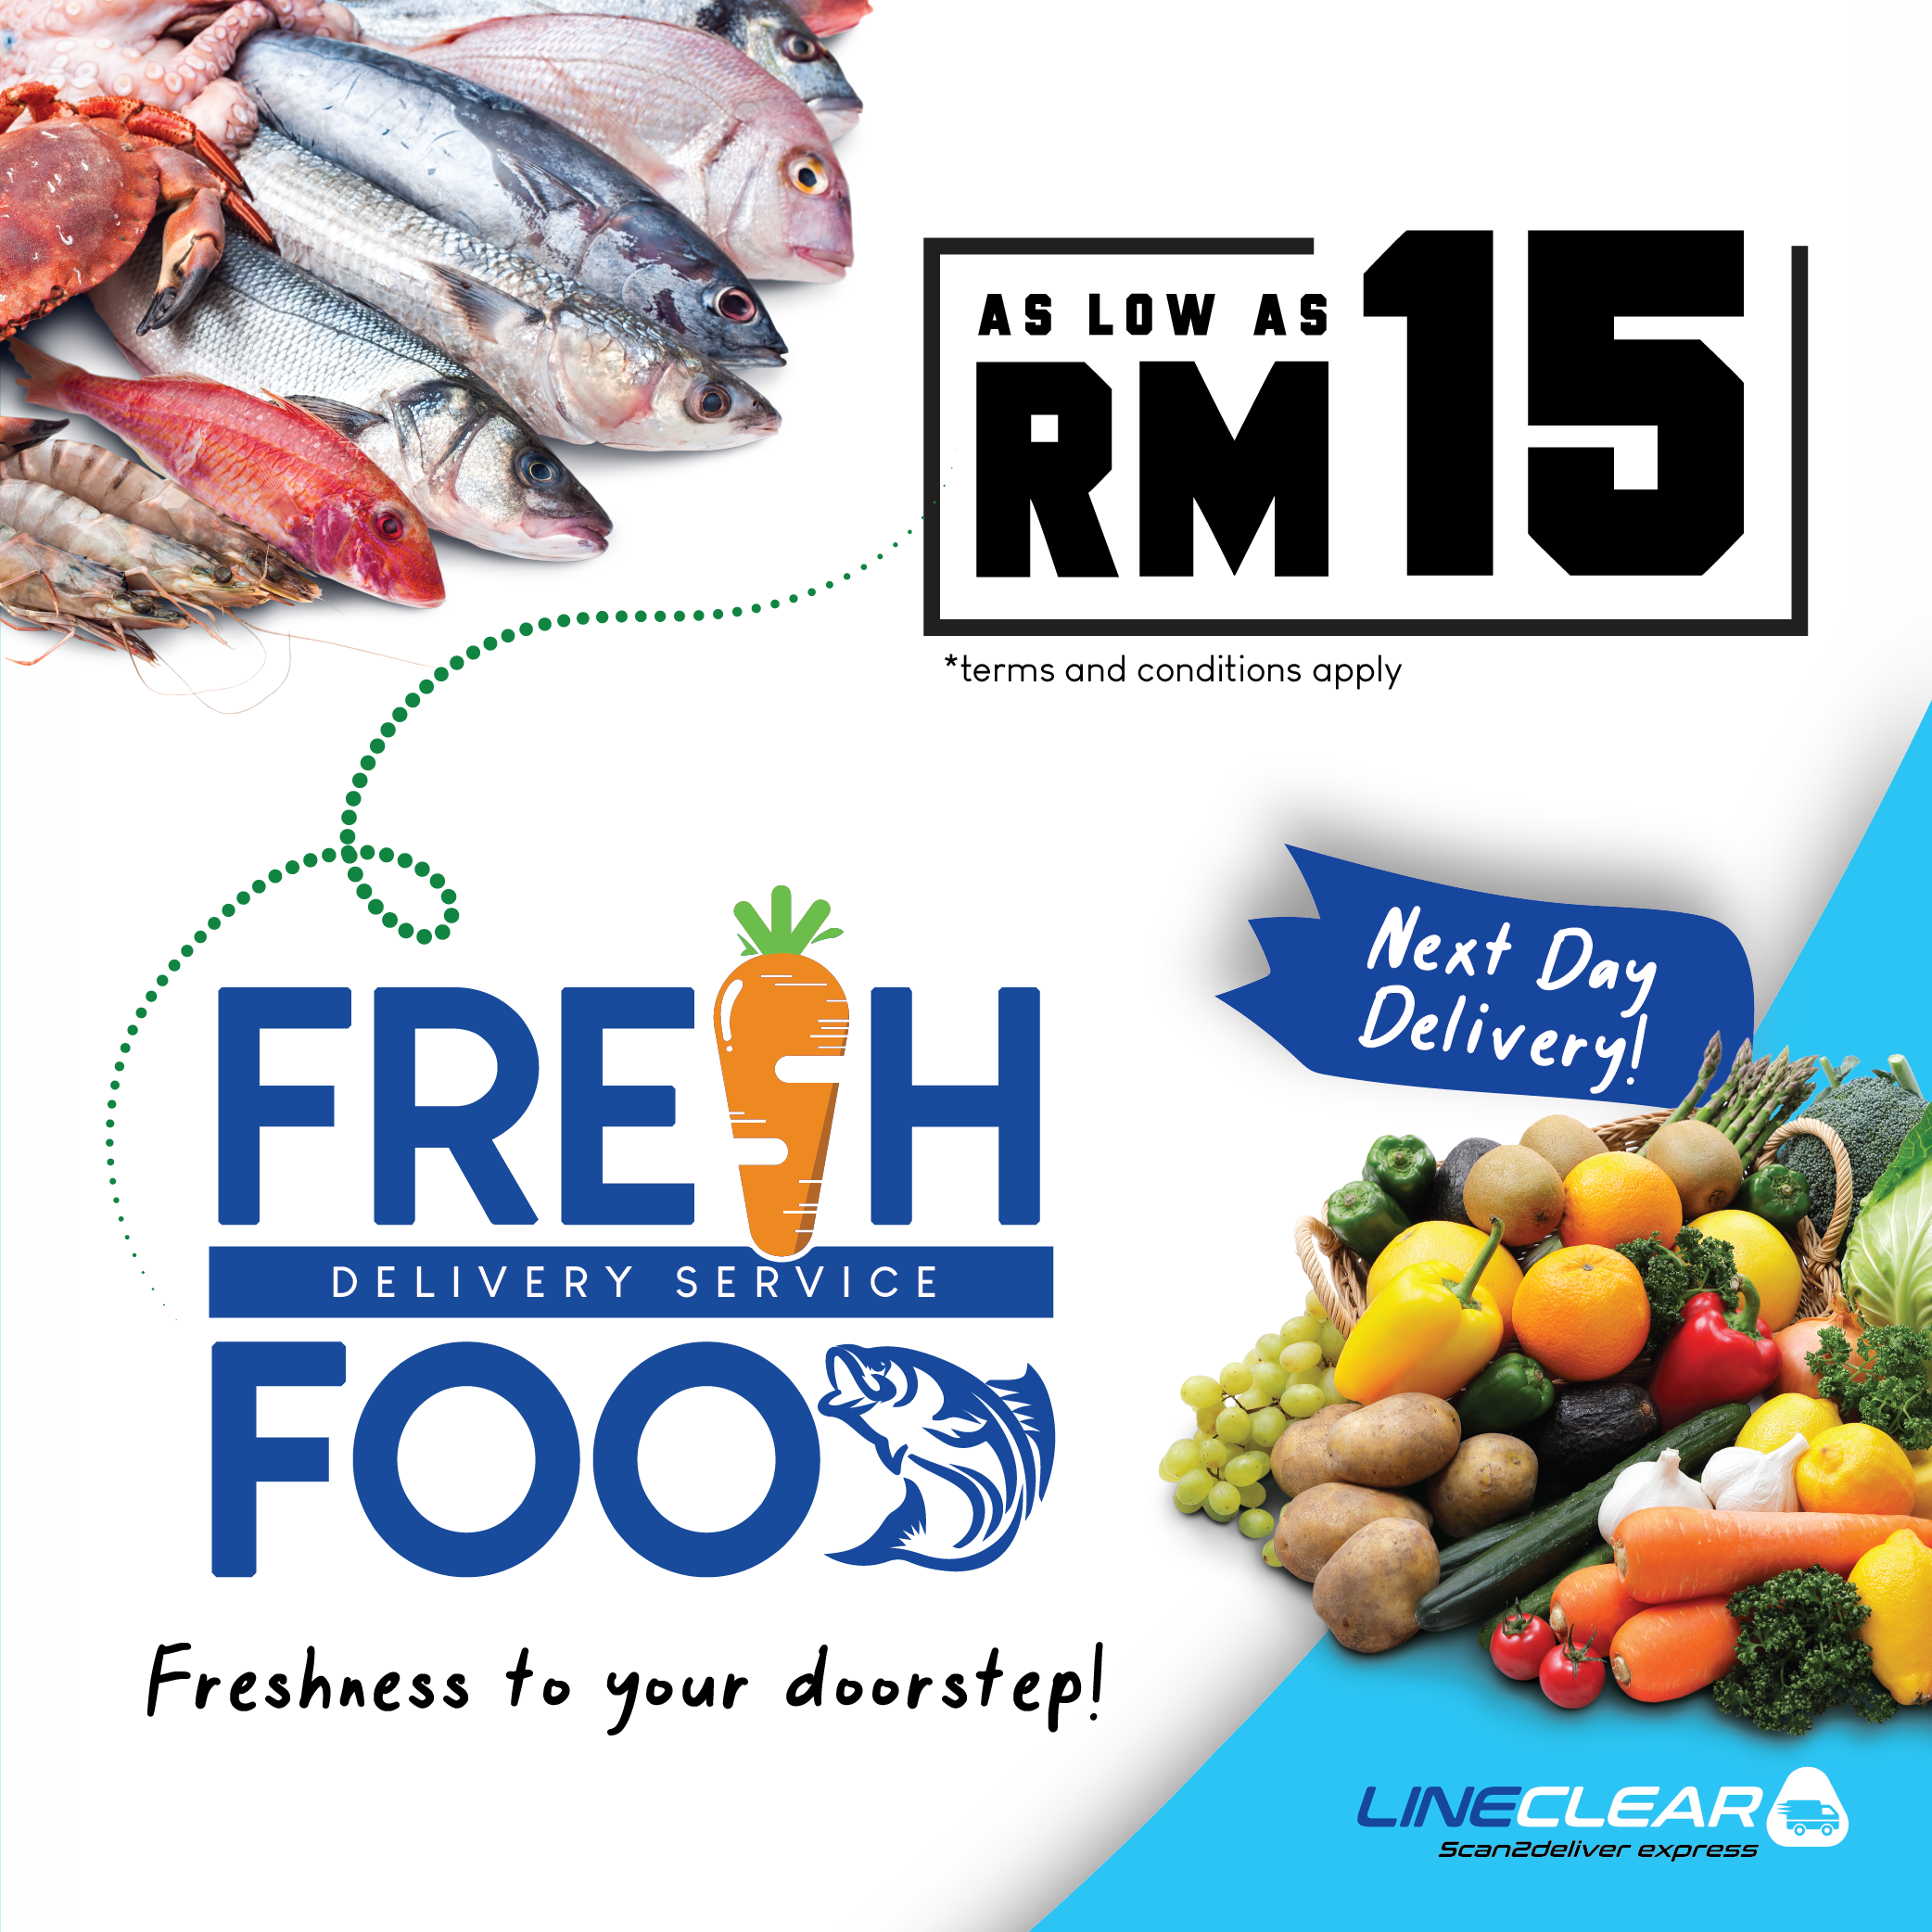 AS LOW AS
RM15
*terms and conditions apply
Next Day
Delivery!
FRESH
DELIVERY SERVICE
FOOD
Freshness to your doorstep!
LINECLEAR
Scan2deliver express